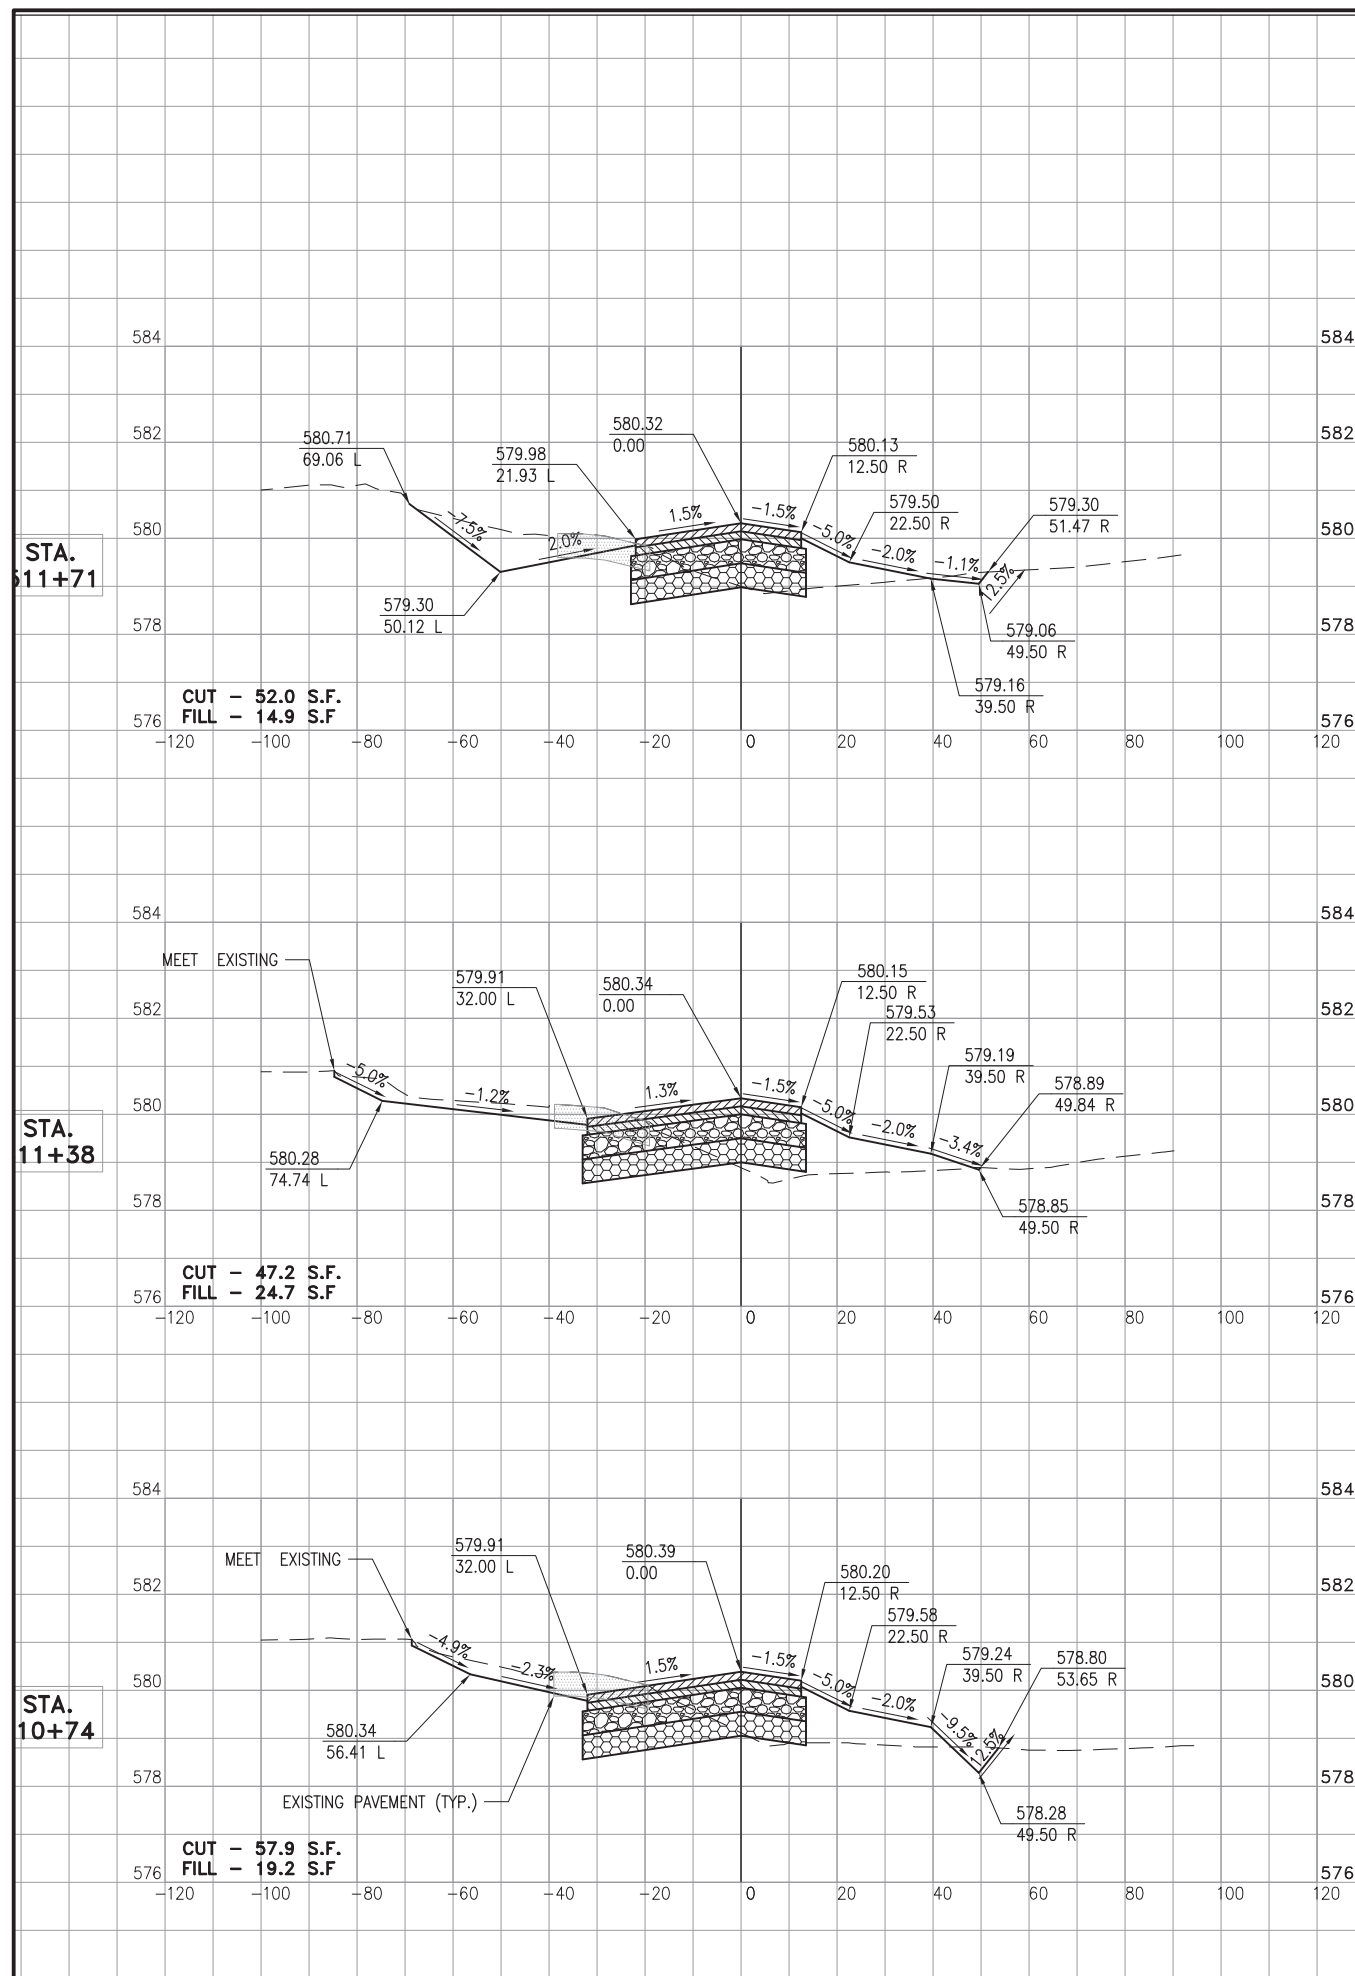 584
584
582
582
580.71
69.06 L
579.98
21.93 L
580.32
0.00
580.13
12.50 R
579.50
22.50 R
579.30
51.47 R
-7.5%
2.0%
1.5%
-1.5%
-5.0%
-2.0%
-1.1%
12.5%
580
580
STA.
11+71
579.30
50.12 L
578
578
579.06
49.50 R
579.16
39.50 R
CUT - 52.0 S.F.
FILL - 14.9 S.F
576
576
-120 -100 -80 -60 -40 -20 0 20 40 60 80 100 120
584
584
MEET EXISTING
579.91
32.00 L
580.34
0.00
580.15
12.50 R
579.53
22.50 R
579.19
39.50 R
578.89
49.84 R
582
582
-5.0%
-1.2%
1.3%
-1.5%
-5.0%
-2.0%
-3.4%
580
580
STA.
11+38
580.28
74.74 L
578
578
578.85
49.50 R
CUT - 47.2 S.F.
FILL - 24.7 S.F
576
576
-120 -100 -80 -60 -40 -20 0 20 40 60 80 100 120
584
584
MEET EXISTING
579.91
32.00 L
580.39
0.00
580.20
12.50 R
579.58
22.50 R
579.24
39.50 R
578.80
53.65 R
582
582
-4.9%
-2.3%
1.5%
-1.5%
-5.0%
-2.0%
-9.5%
12.5%
580
580
STA.
10+74
580.34
56.41 L
578
578
EXISTING PAVEMENT (TYP.)
578.28
49.50 R
CUT - 57.9 S.F.
FILL - 19.2 S.F
576
576
-120 -100 -80 -60 -40 -20 0 20 40 60 80 100 120